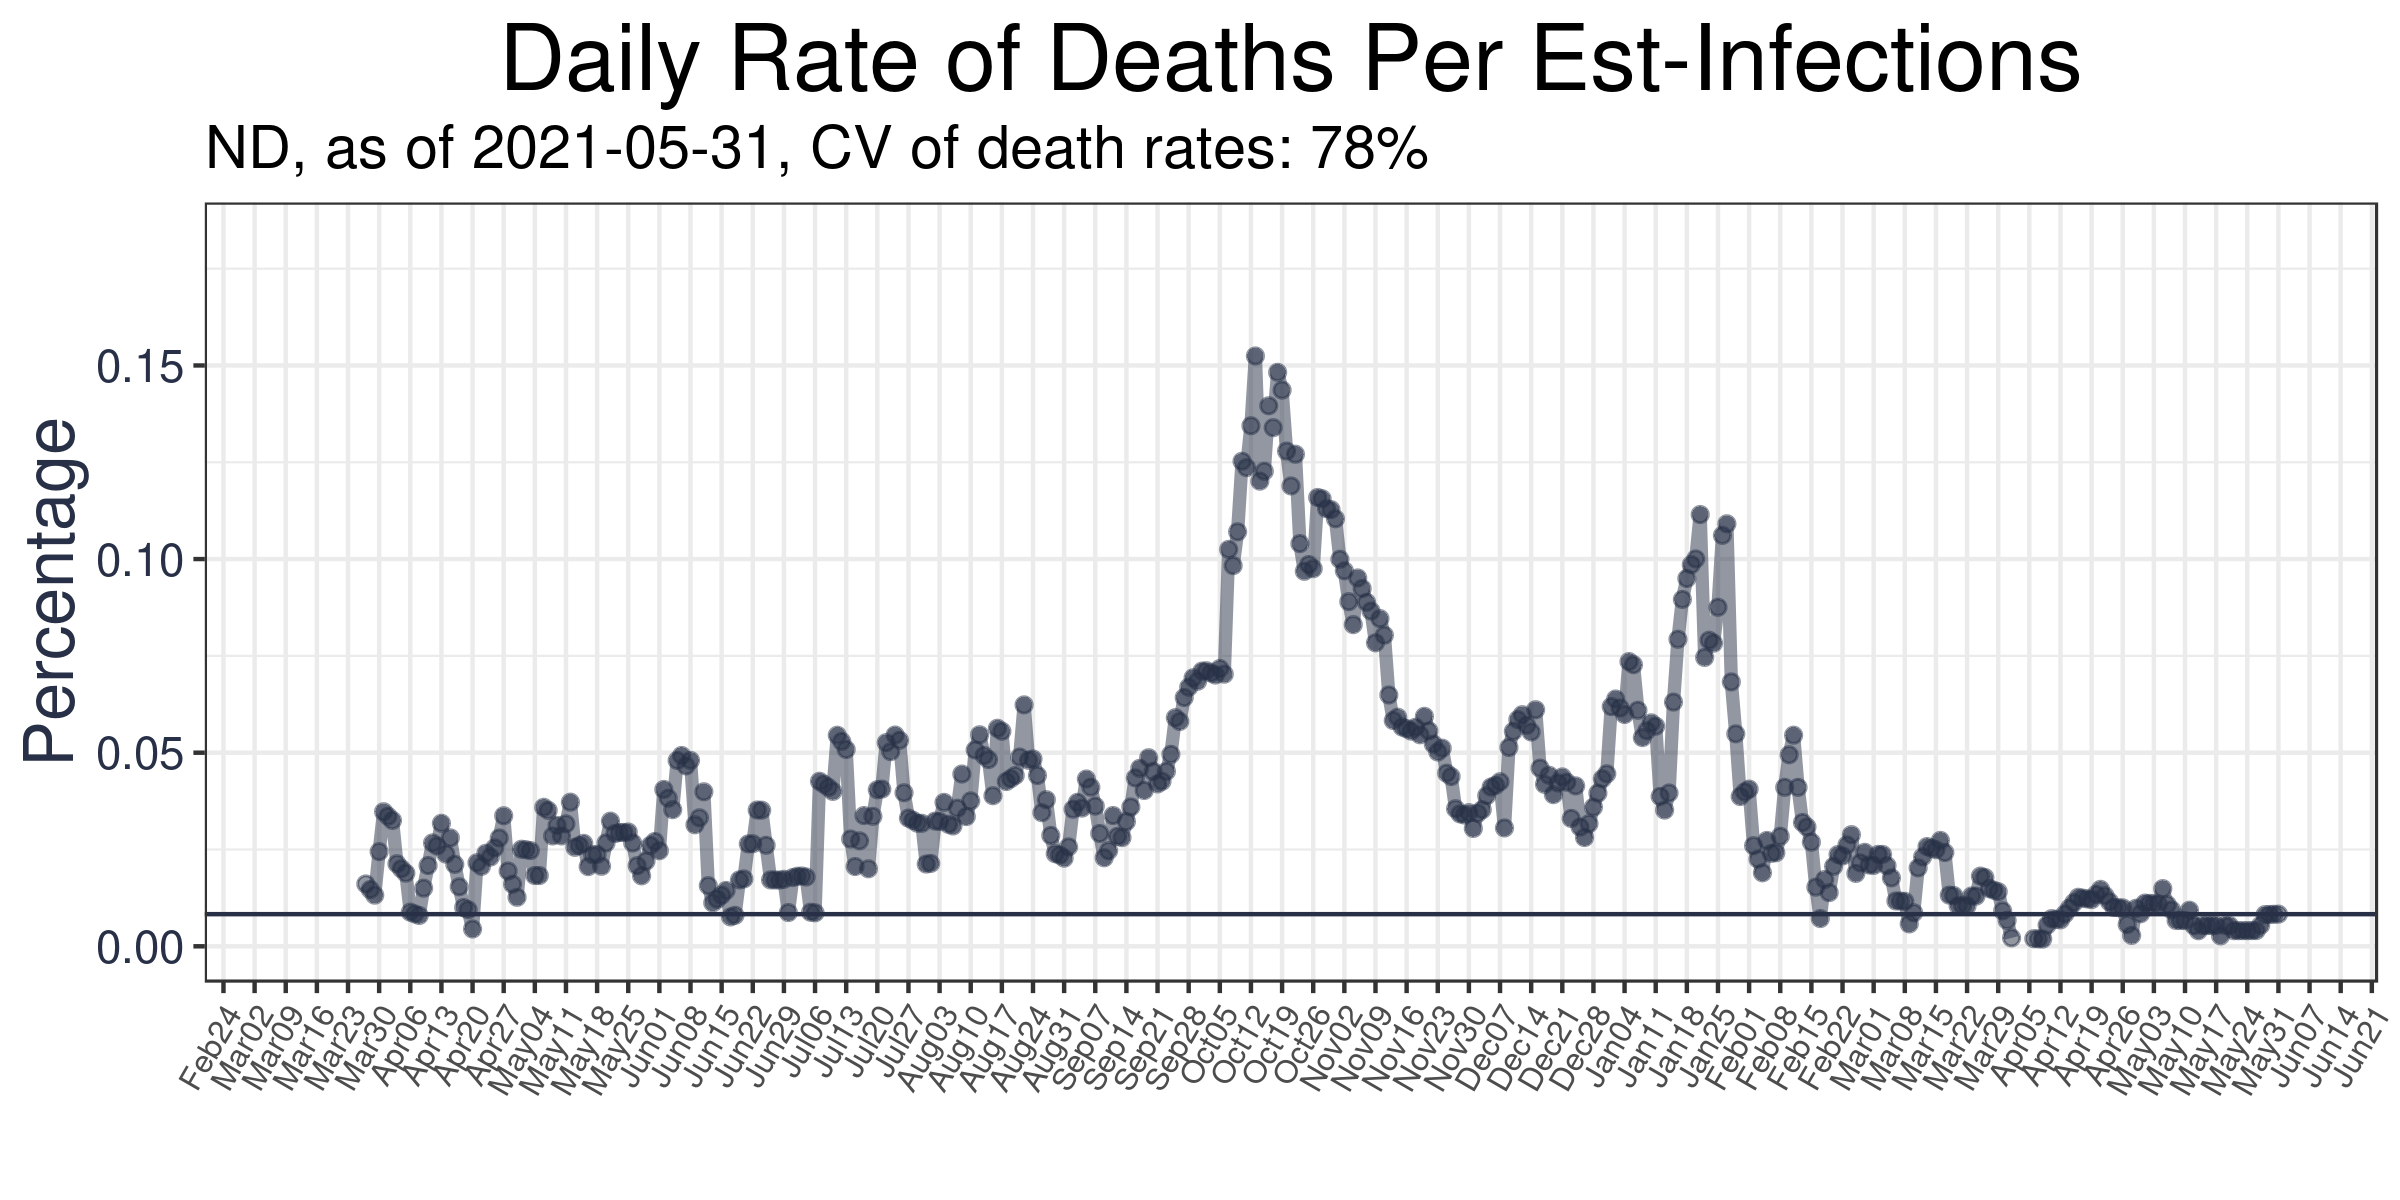 Daily Rate of Deaths Per Est-Infections
ND, as of 2021-05-31, CV of death rates: 78%
Percentage
0.15
0.10
0.05
0.00
Feb24
Mar02
Mar09
Mar16
Mar23
Mar30
Apr06
Apr13
Apr20
Apr27
May04
May11
May18
May25
Jun01
Jun08
Jun15
Jun22
Jun29
Jul06
Jul13
Jul20
Jul27
Aug03
Aug10
Aug17
Aug24
Aug31
Sep07
Sep14
Sep21
Sep28
Oct05
Oct12
Oct19
Oct26
Nov02
Nov09
Nov16
Nov23
Nov30
Dec07
Dec14
Dec21
Dec28
Jan04
Jan11
Jan18
Jan25
Feb01
Feb08
Feb15
Feb22
Mar01
Mar08
Mar15
Mar22
Mar29
Apr05
Apr12
Apr19
Apr26
May03
May10
May17
May24
May31
Jun07
Jun14
Jun21